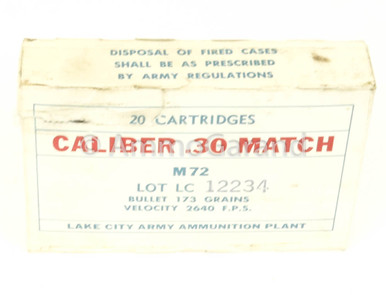 DISPOSAL OF FIRED CASES
SHALL BE AS PRESCRIBED
BY ARMY REGULATIONS
20 CARTRIDGES
CALIBER .30 MATCH
© AmmoGarand
M72
LOT LC 12234
BULLET 173 GRAINS
VELOCITY 2640 F.P.S.
LAKE CITY ARMY AMMUNITION PLANT